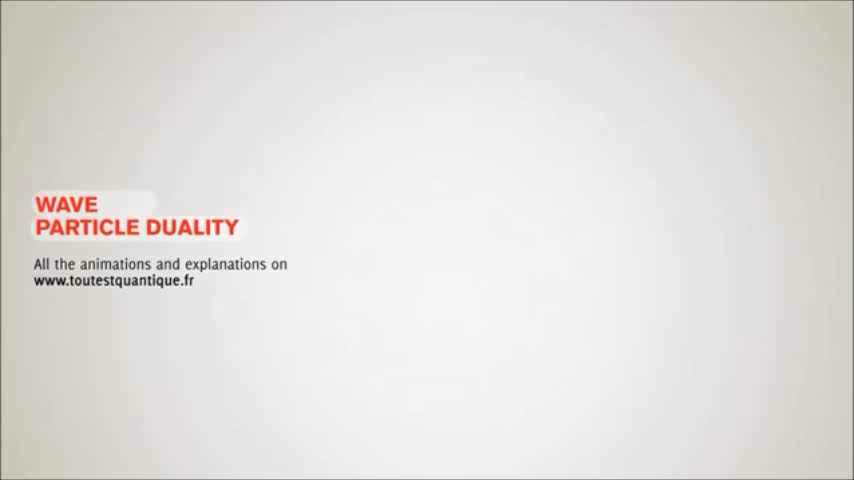 WAVE
PARTICLE DUALITY
All the animations and explanations on
www.toutestquantique.fr